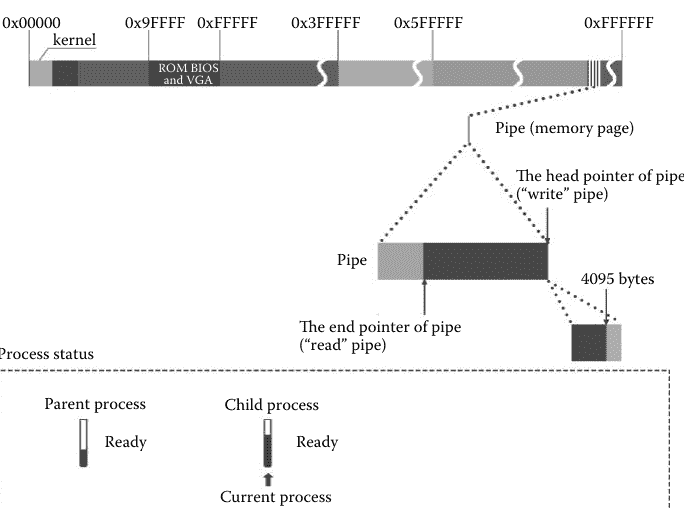 0x00000 0x9FFFF 0xFFFFF 0x3FFFFF 0x5FFFFF 0xFFFFFF
kernel
ROM BIOS
and VGA
Pipe (memory page)
The head pointer of pipe
(“write” pipe)
Pipe
4095 bytes
The end pointer of pipe
(“read” pipe)
Process status
Parent process
Child process
Ready
Ready
Current process